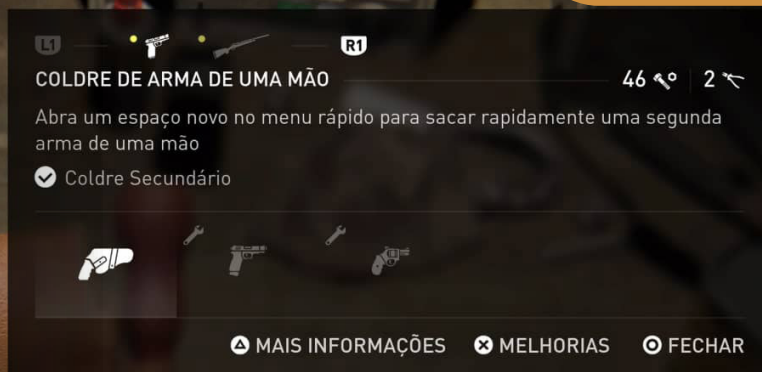 L1 R1
COLDRE DE ARMA DE UMA MÃO 46 2
Abra um espaço novo no menu rápido para sacar rapidamente uma segunda
arma de uma mão
Coldre Secundário
MAIS INFORMAÇÕES MELHORIAS FECHAR